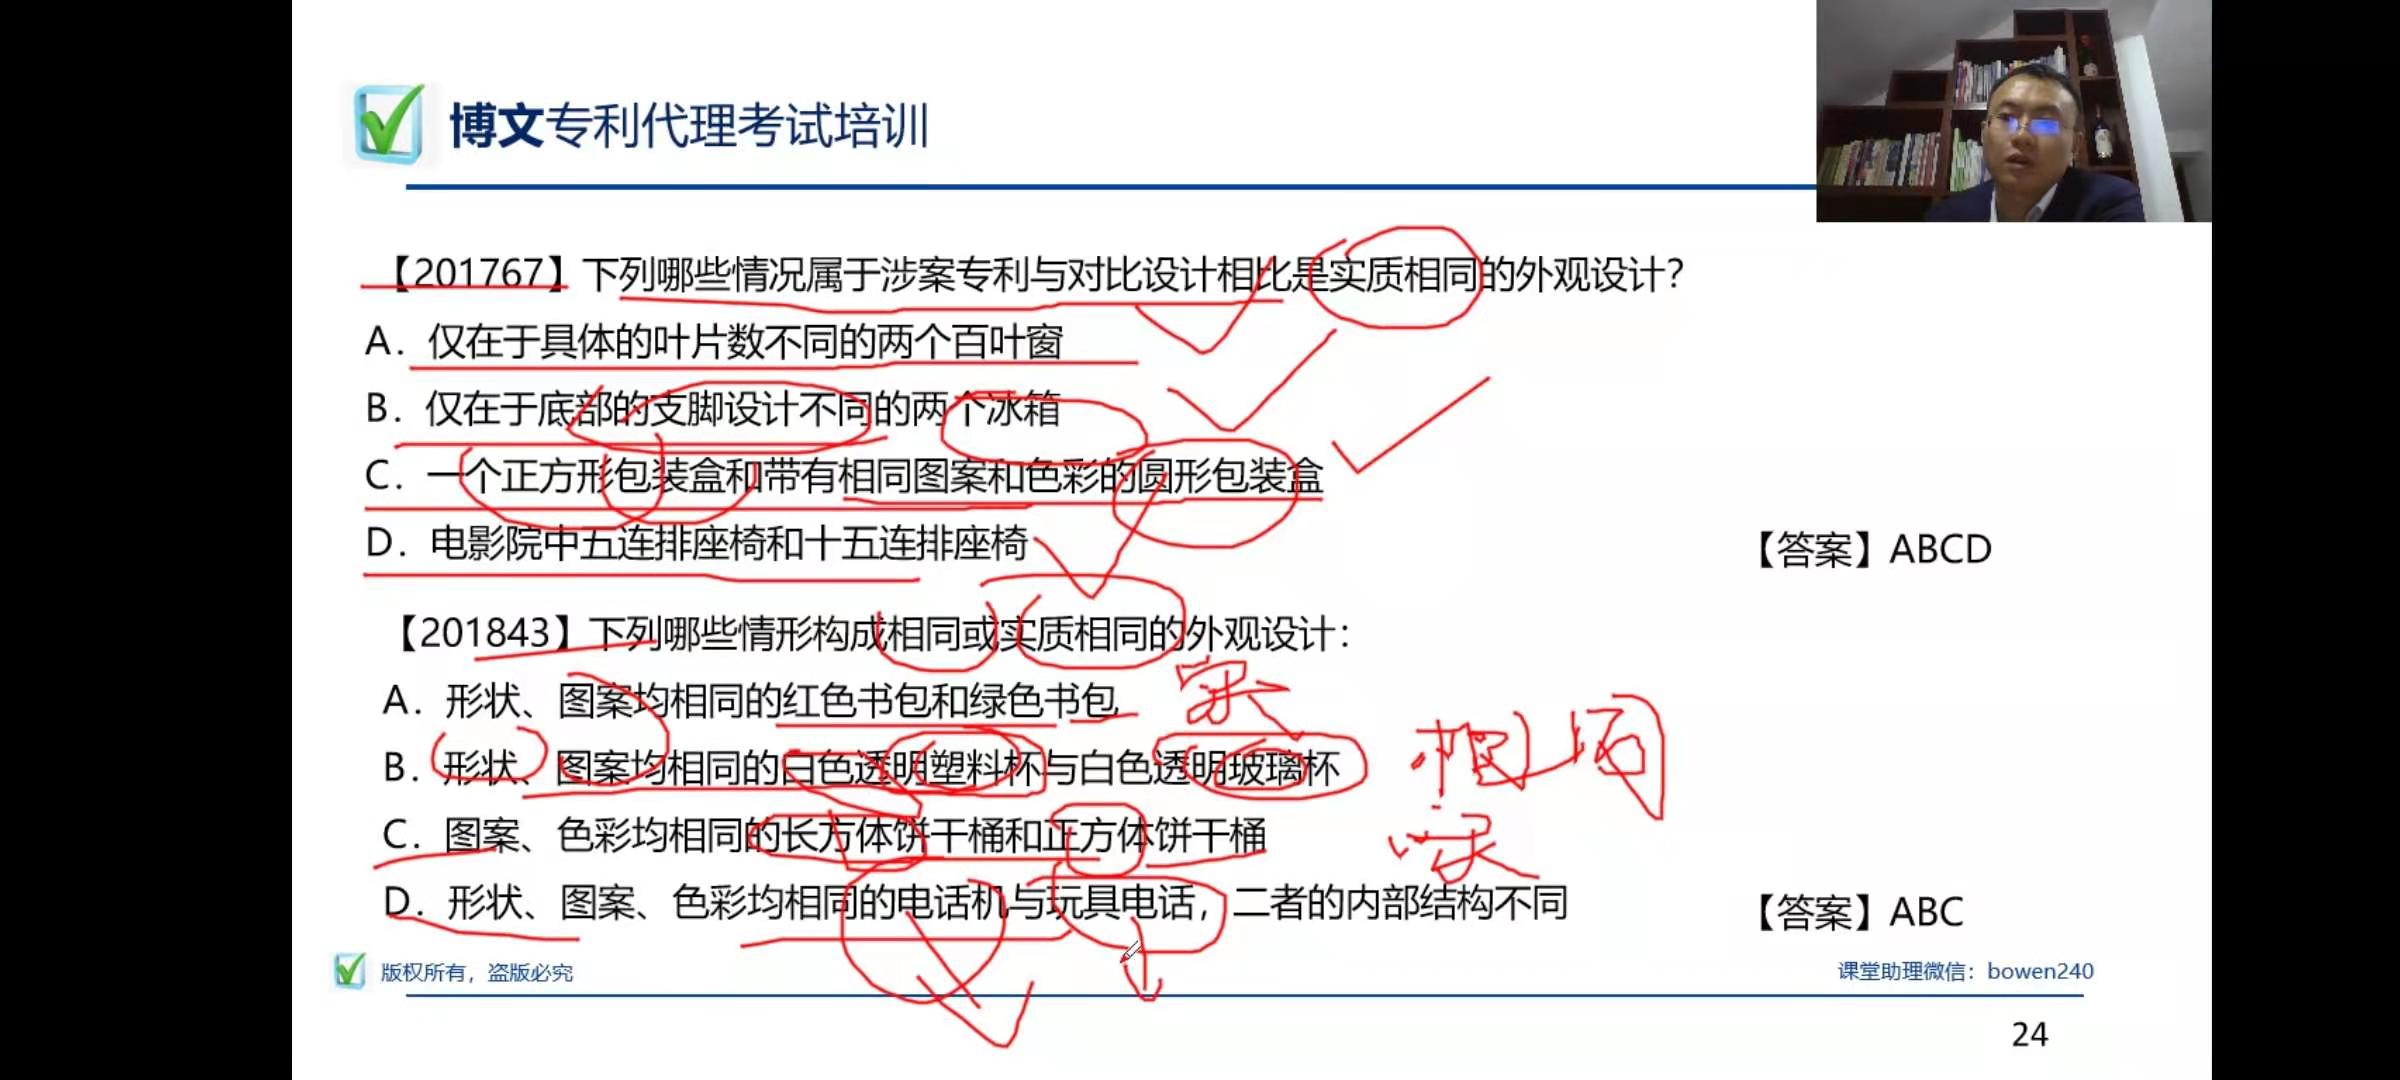 博文专利代理考试培训
【201767】下列哪些情况属于涉案专利与对比设计相比是实质相同的外观设计？
A．仅在于具体的叶片数不同的两个百叶窗
B．仅在于底部的支脚设计不同的两个冰箱
C．一个正方形包装盒和带有相同图案和色彩的圆形包装盒
D．电影院中五连排座椅和十五连排座椅
【答案】ABCD
【201843】下列哪些情形构成相同或实质相同的外观设计：
A．形状、图案均相同的红色书包和绿色书包
实
B．形状、图案均相同的白色透明塑料杯与白色透明玻璃杯
相同
C．图案、色彩均相同的长方体饼干桶和正方体饼干桶
实
D．形状、图案、色彩均相同的电话机与玩具电话，二者的内部结构不同
【答案】ABC
版权所有，盗版必究
课堂助理微信：bowen240
24